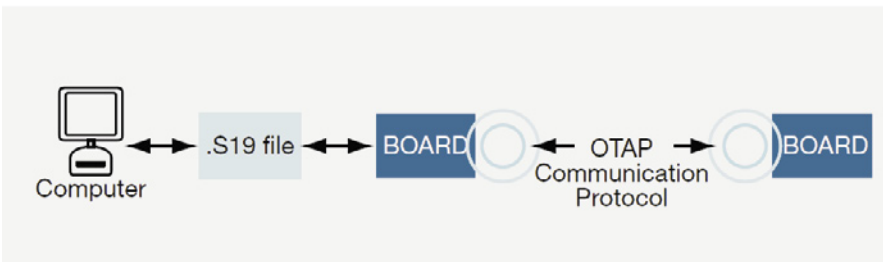 Computer
.S19 file
BOARD
OTAP
Communication
Protocol
BOARD